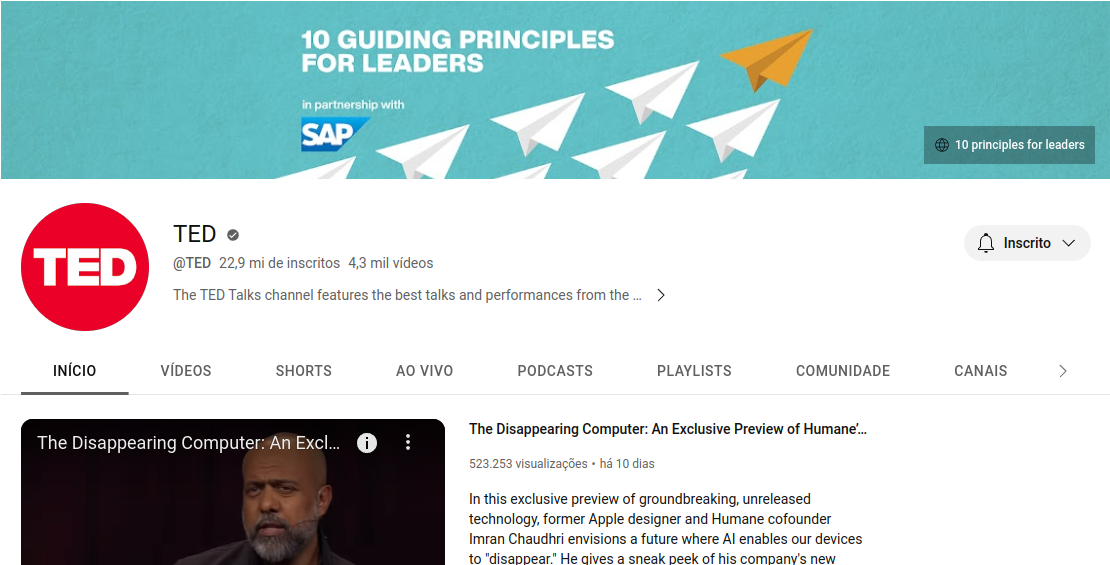 10 GUIDING PRINCIPLES
FOR LEADERS
in partnership with
SAP
10 principles for leaders
TED
TED
@TED 22,9 mi de inscritos 4,3 mil vídeos
The TED Talks channel features the best talks and performances from the ...
Inscrito
INÍCIO VÍDEOS SHORTS AO VIVO PODCASTS PLAYLISTS COMUNIDADE CANAIS
The Disappearing Computer: An Excl...
The Disappearing Computer: An Exclusive Preview of Humane’...
523.253 visualizações • há 10 dias
In this exclusive preview of groundbreaking, unreleased
technology, former Apple designer and Humane cofounder
Imran Chaudhri envisions a future where AI enables our devices
to "disappear." He gives a sneak peek of his company's new